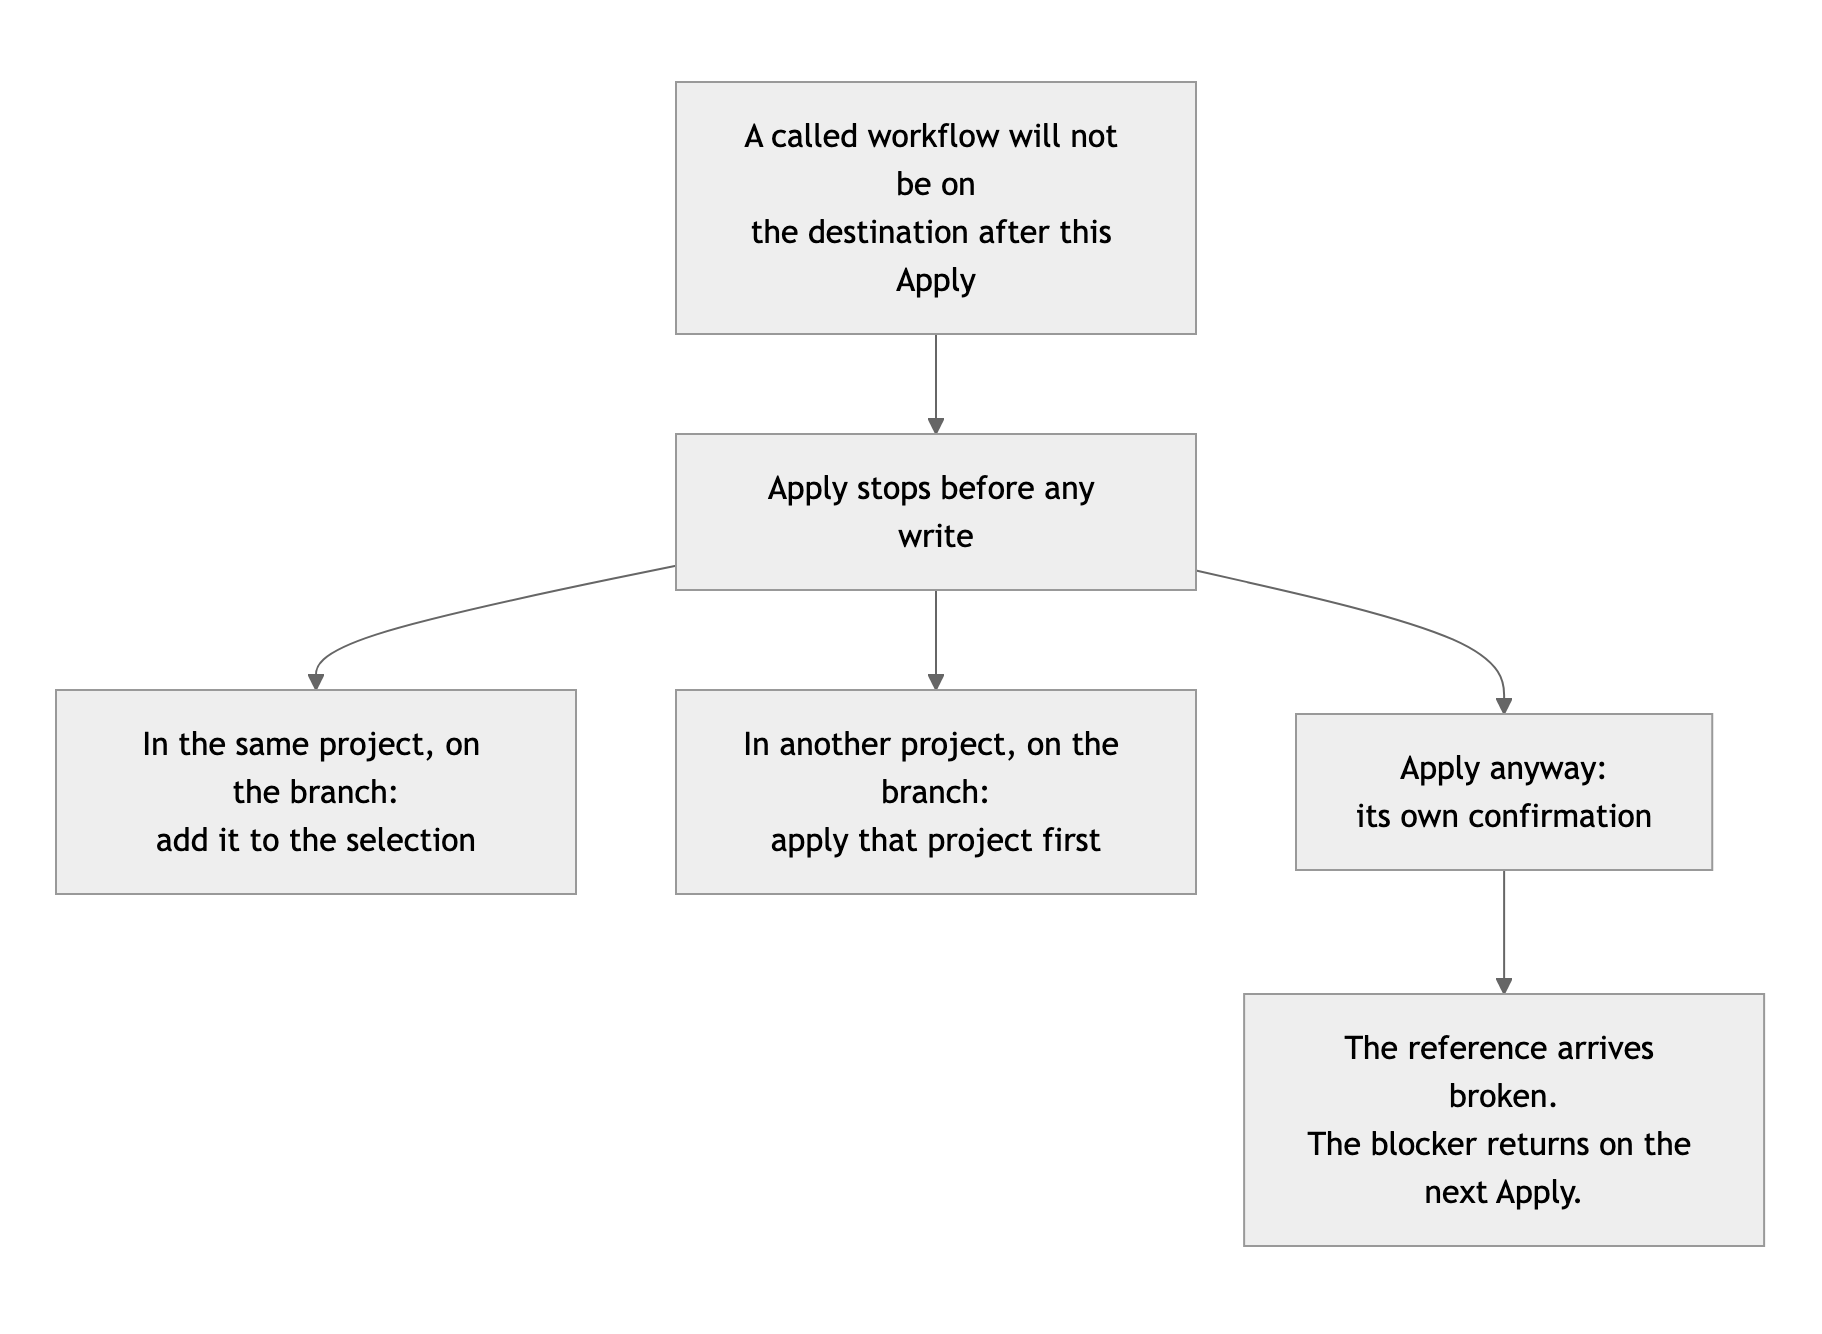 A called workflow will not
be on
the destination after this
Apply
Apply stops before any
write
In the same project, on
the branch:
add it to the selection
In another project, on the
branch:
apply that project first
Apply anyway:
its own confirmation
The reference arrives
broken.
The blocker returns on the
next Apply.